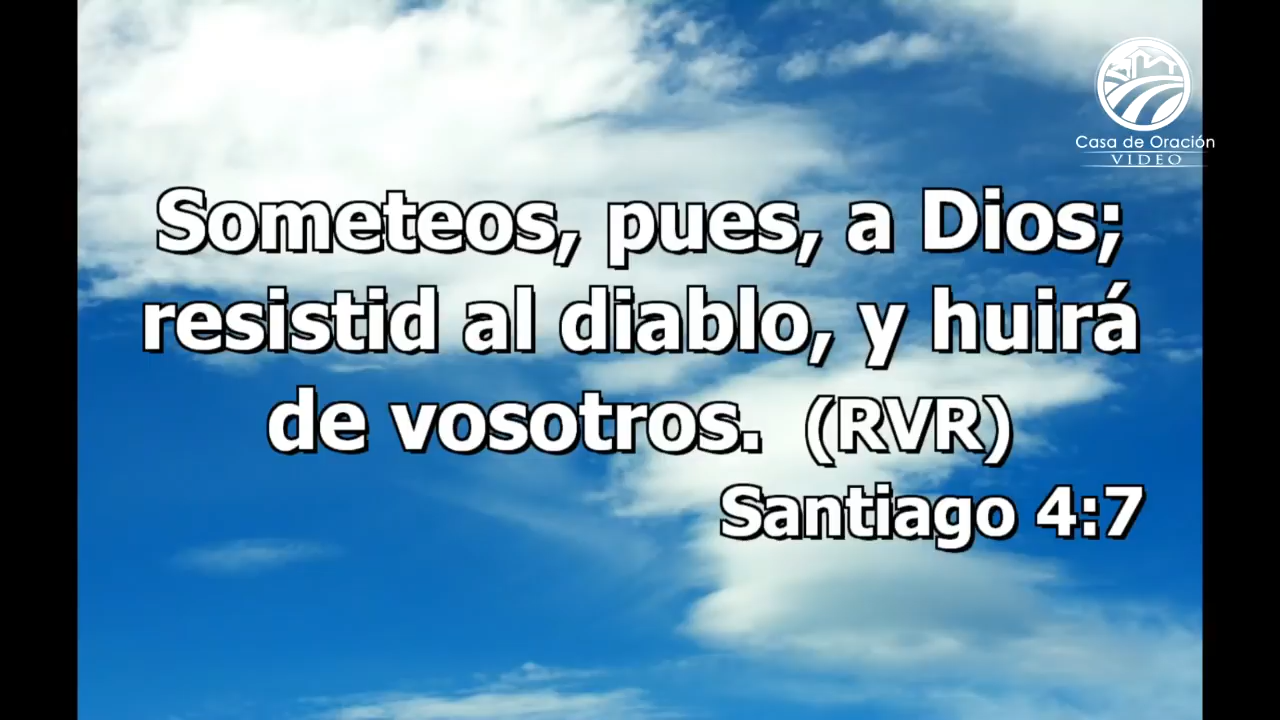 Casa de Oración
VIDEO
Someteos, pues, a Dios;
resistid al diablo, y huirá
de vosotros. (RVR)
Santiago 4:7